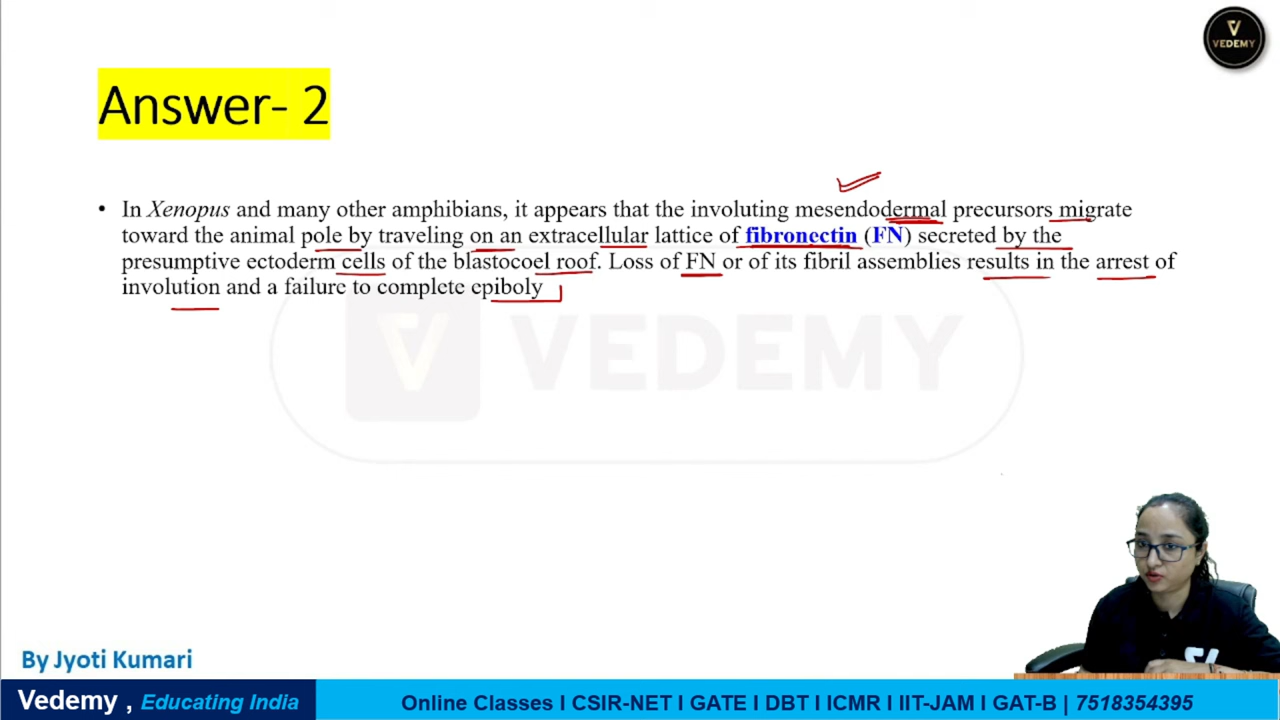 VEDEMY
Answer- 2
• In Xenopus and many other amphibians, it appears that the involuting mesendodermal precursors migrate
toward the animal pole by traveling on an extracellular lattice of fibronectin (FN) secreted by the
presumptive ectoderm cells of the blastocoel roof. Loss of FN or of its fibril assemblies results in the arrest of
involution and a failure to complete epiboly
VEDEMY
By Jyoti Kumari
Vedemy , Educating India
Online Classes I CSIR-NET I GATE I DBT I ICMR I IIT-JAM I GAT-B | 7518354395